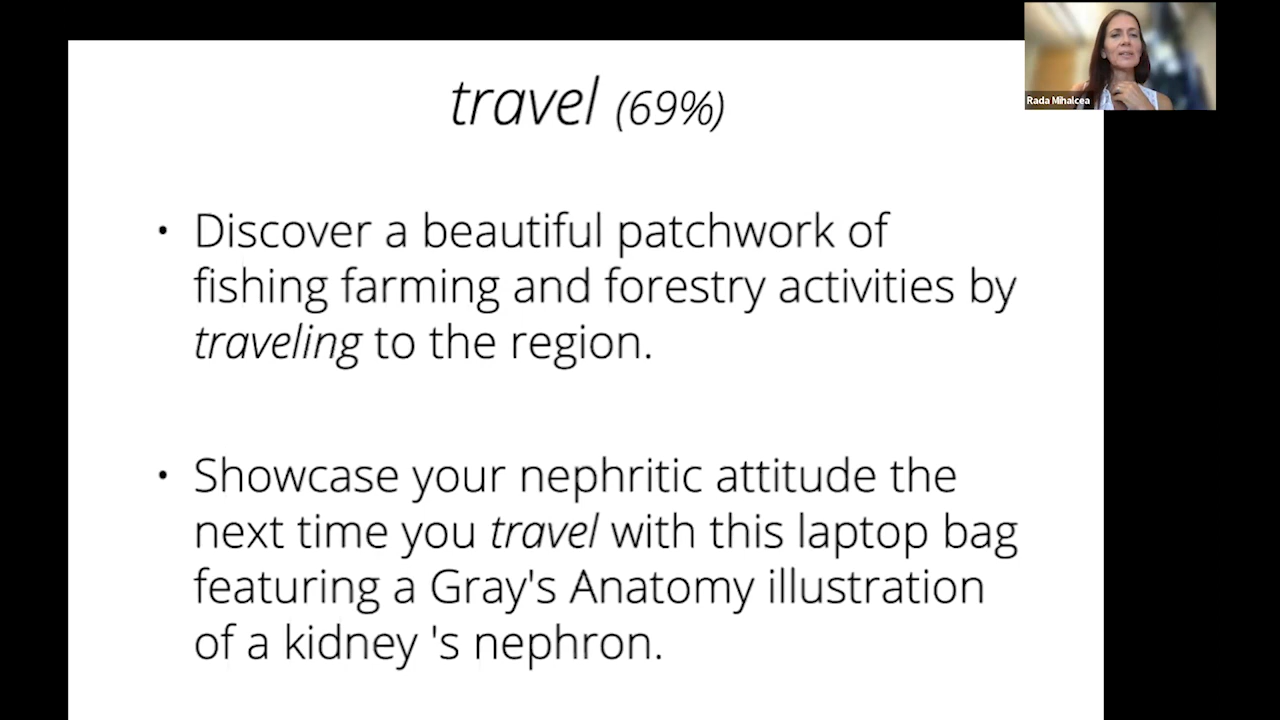 travel (69%)
Rada Mihalcea
• Discover a beautiful patchwork of
fishing farming and forestry activities by
traveling to the region.
• Showcase your nephritic attitude the
next time you travel with this laptop bag
featuring a Gray's Anatomy illustration
of a kidney 's nephron.